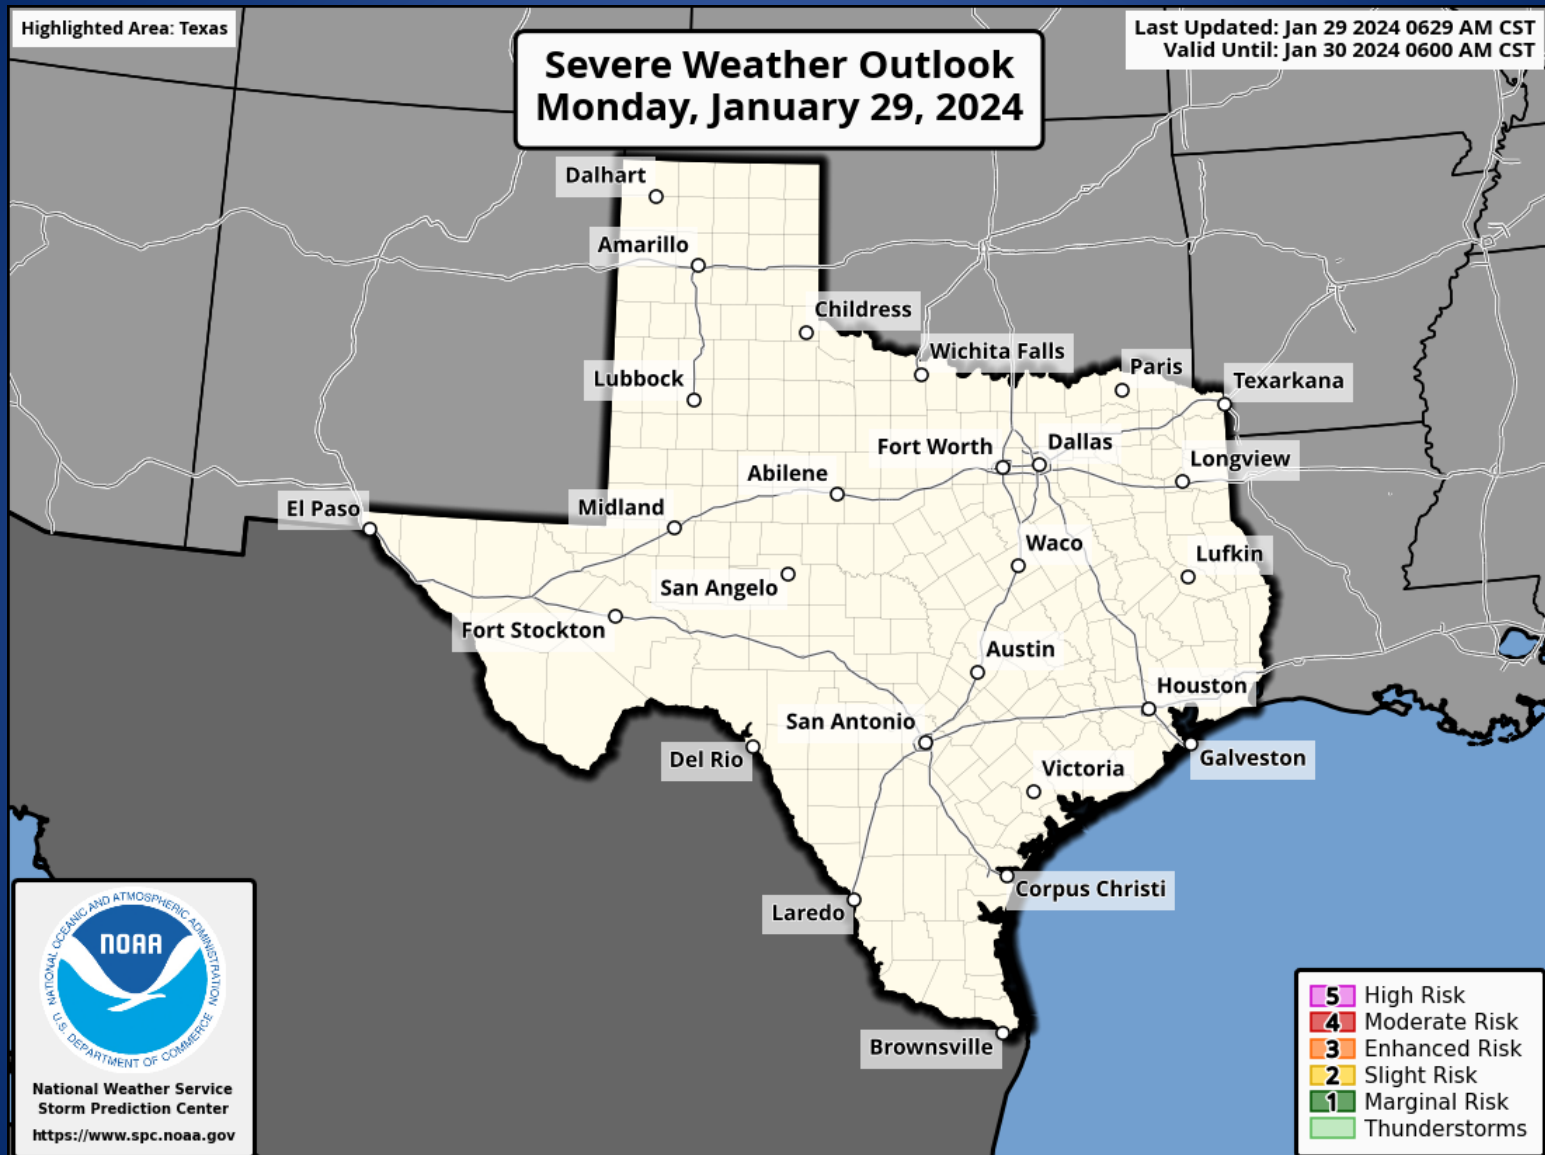 Highlighted Area: Texas
Last Updated: Jan 29 2024 0629 AM CST
Valid Until: Jan 30 2024 0600 AM CST
Severe Weather Outlook
Monday, January 29, 2024
Dalhart
Amarillo
Childress
Wichita Falls
Paris
Texarkana
Lubbock
Fort Worth
Dallas
Longview
Abilene
Midland
El Paso
Waco
Lufkin
San Angelo
Fort Stockton
Austin
Houston
San Antonio
Del Rio
Galveston
Victoria
Corpus Christi
Laredo
Brownsville
NATIONAL OCEANIC AND ATMOSPHERIC ADMINISTRATION
NOAA
U.S. DEPARTMENT OF COMMERCE
National Weather Service
Storm Prediction Center
https://www.spc.noaa.gov
5 High Risk
4 Moderate Risk
3 Enhanced Risk
2 Slight Risk
1 Marginal Risk
Thunderstorms